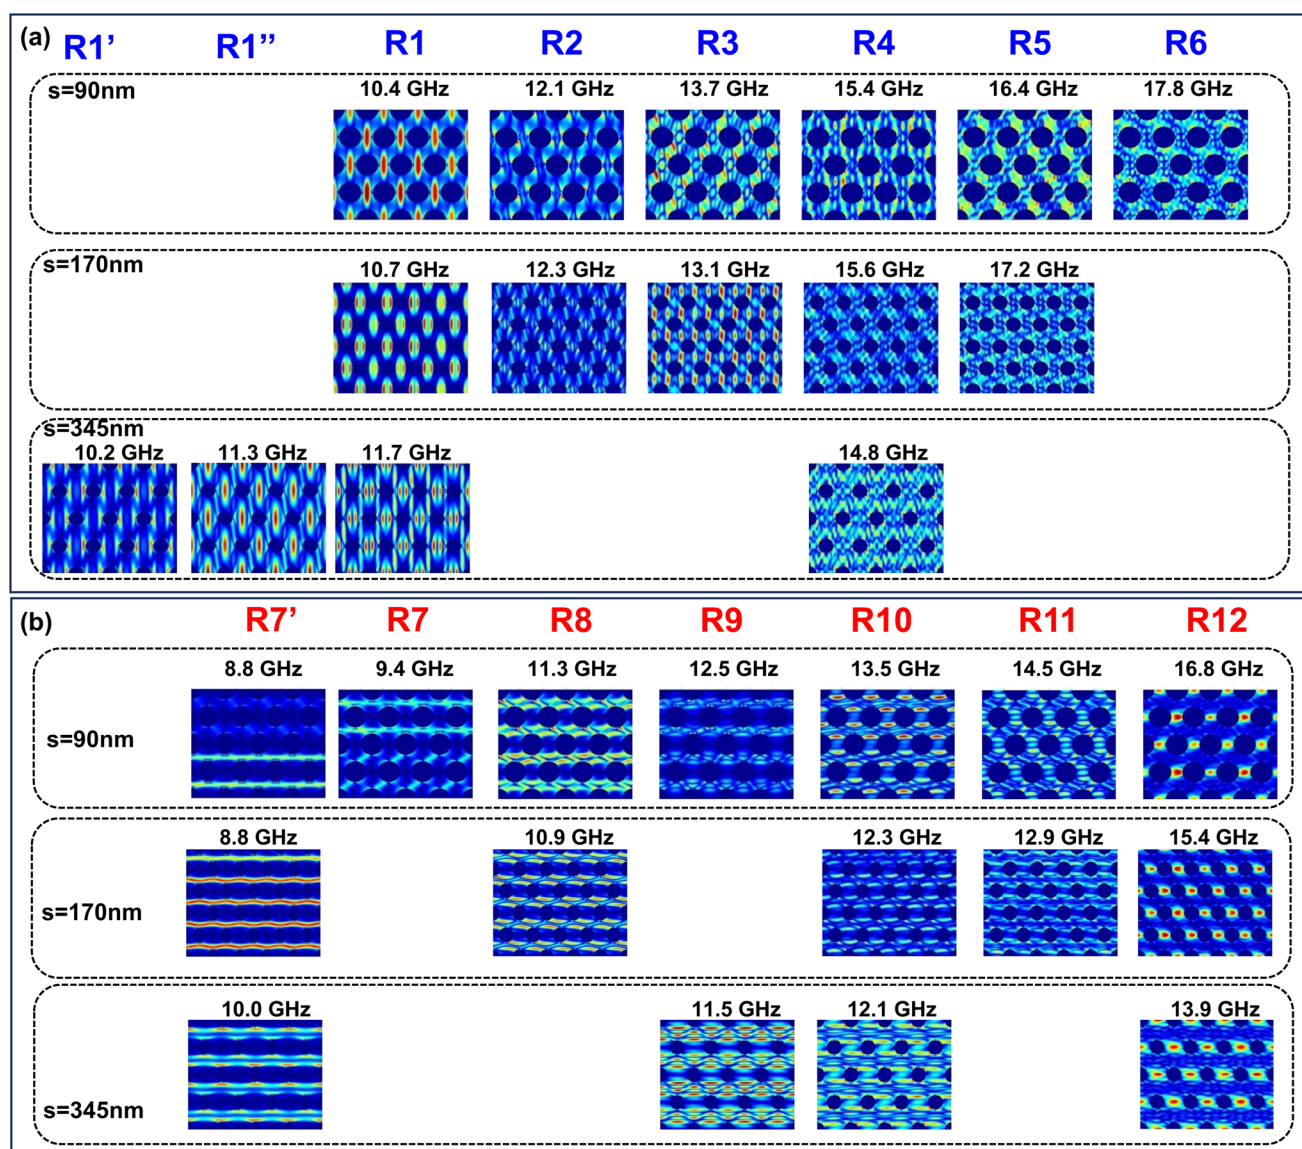 (a)
R1’ R1’’ R1 R2 R3 R4 R5 R6
s=90nm
10.4 GHz 12.1 GHz 13.7 GHz 15.4 GHz 16.4 GHz 17.8 GHz
s=170nm
10.7 GHz 12.3 GHz 13.1 GHz 15.6 GHz 17.2 GHz
s=345nm
10.2 GHz 11.3 GHz 11.7 GHz 14.8 GHz
(b)
R7’ R7 R8 R9 R10 R11 R12
8.8 GHz 9.4 GHz 11.3 GHz 12.5 GHz 13.5 GHz 14.5 GHz 16.8 GHz
s=90nm
8.8 GHz 10.9 GHz 12.3 GHz 12.9 GHz 15.4 GHz
s=170nm
10.0 GHz 11.5 GHz 12.1 GHz 13.9 GHz
s=345nm